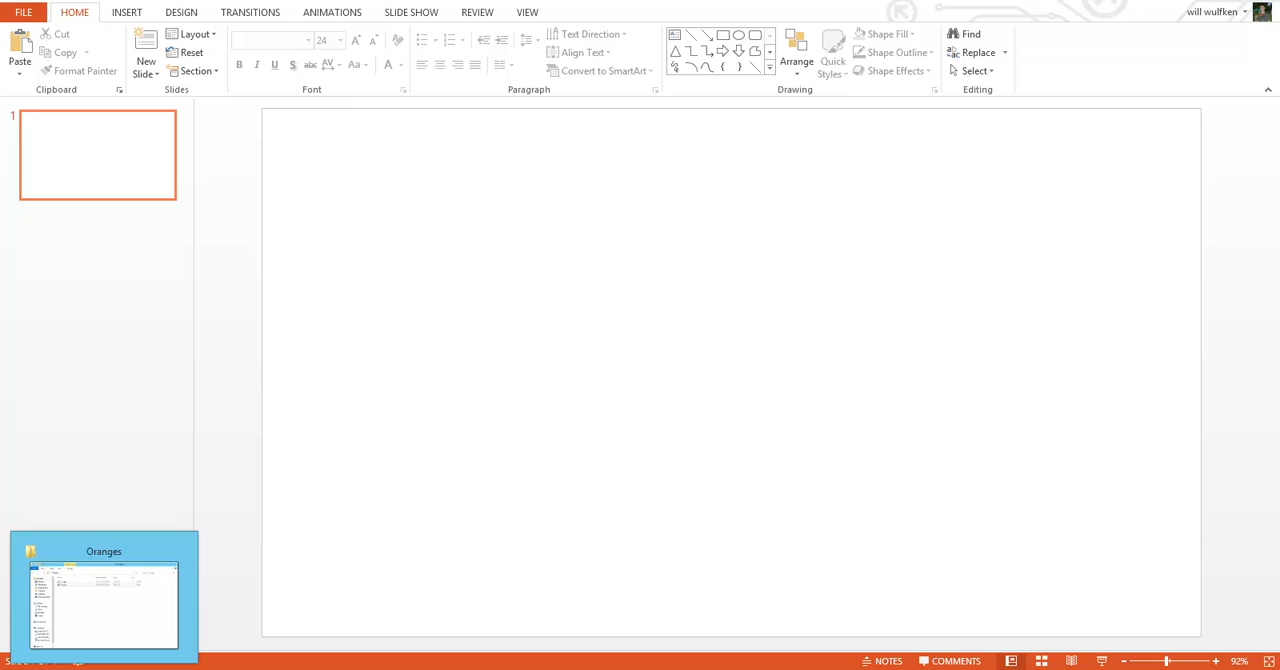 FILE HOME INSERT DESIGN TRANSITIONS ANIMATIONS SLIDE SHOW REVIEW VIEW will wulfken
Paste Cut Copy Format Painter
Clipboard
New Slide Layout Reset Section
Slides
24
B I U S abc AV Aa A
Font
Text Direction Align Text Convert to SmartArt
Paragraph
Arrange Quick Styles Shape Fill Shape Outline Shape Effects
Drawing
Find Replace Select
Editing
1
Oranges
NOTES COMMENTS 92%